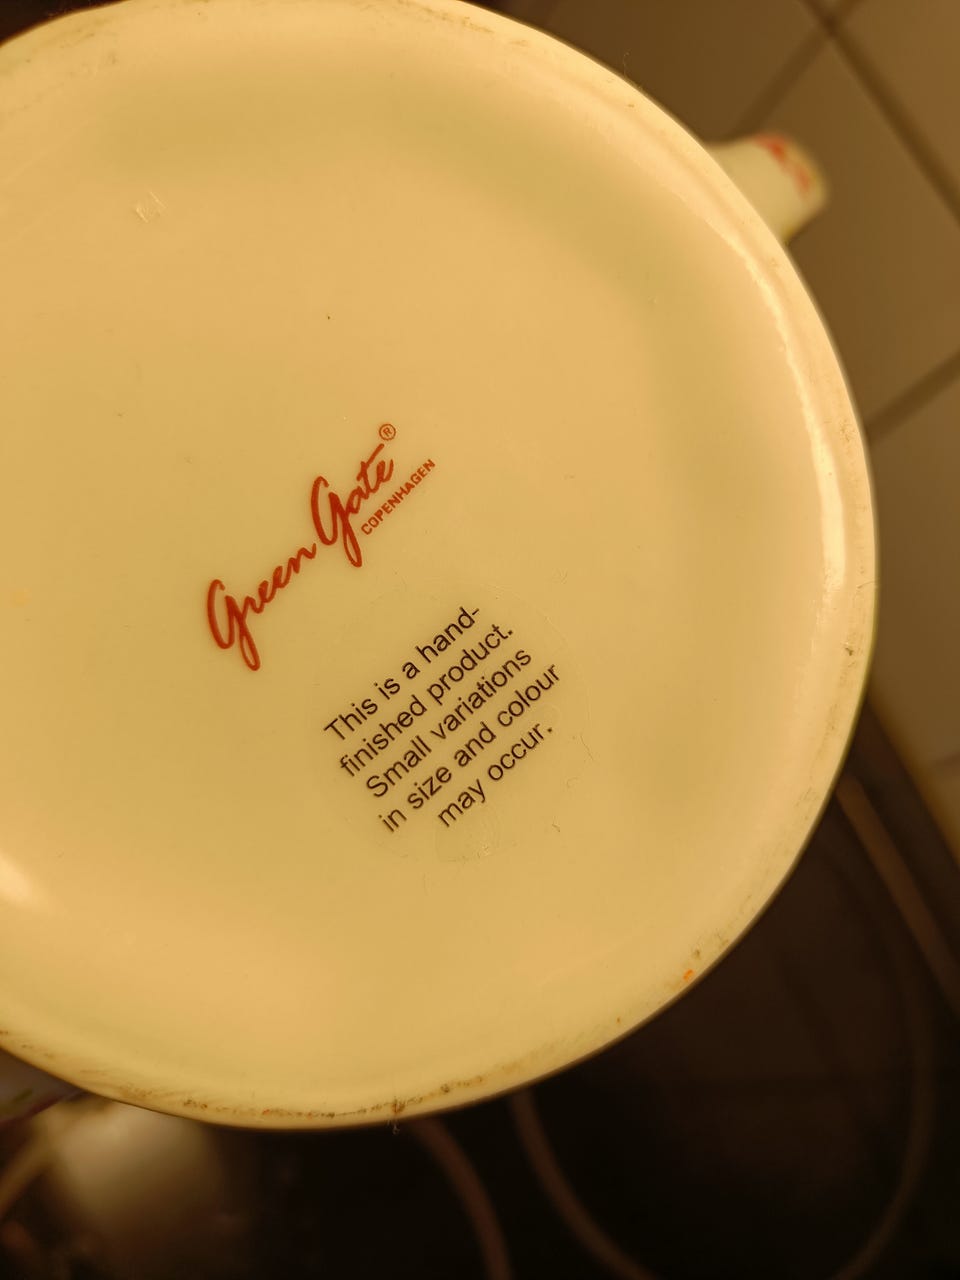 Green Gate®
COPENHAGEN
This is a hand-
finished product.
Small variations
in size and colour
may occur.